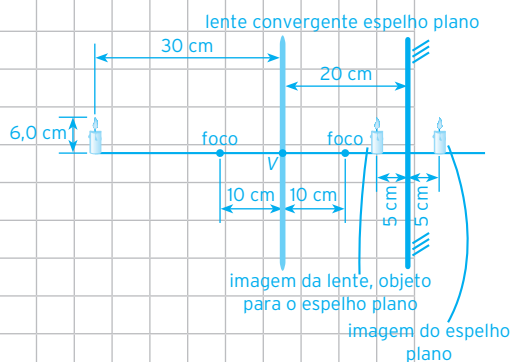 lente convergente espelho plano
30 cm
20 cm
6,0 cm
foco
foco
V
10 cm
10 cm
5 cm
5 cm
imagem da lente, objeto
para o espelho plano
imagem do espelho
plano